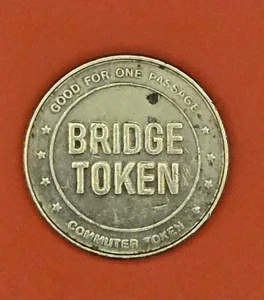 GOOD FOR ONE PASSAGE
BRIDGE
TOKEN
COMMUTER TOKEN